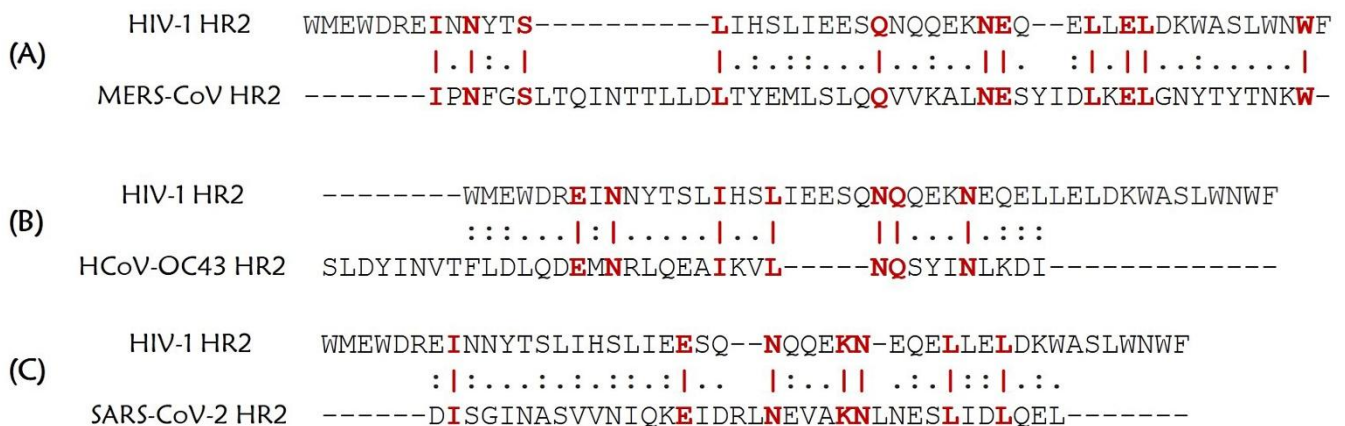 HIV-1 HR2 WMEWDREINNYTS----------LIHSLIEESQNQQEKNEQ--ELLELDKWASLWNWF
(A) |.|:.| |.:.::...|.....||. :|.||..:.....|
MERS-CoV HR2 -------IPNFGSLTQINTTLLDLTYEMLSLQQVVKALNESYIDLKELGNYTYTNKW-
HIV-1 HR2 --------WMEWDREINNYTSLIHSLIEESQNQQEKNEQELLELDKWASLWNWF
(B) :::...|:|.....|..| ||...|.:::
HCoV-OC43 HR2 SLDYINVTFLDLQDEMNRLQEAIKVL-----NQSYINLKDI-------------
HIV-1 HR2 WMEWDREINNYTSLIHSLIEESQ--NQQEKN-EQELLELDKWASLWNWF
(C) :|:...:.:..:.:|.. |:..|| .:.:|::|.:.
SARS-CoV-2 HR2 ------DISGINASVVNIQKEIDRLNEVAKNLNESLIDLQEL-------